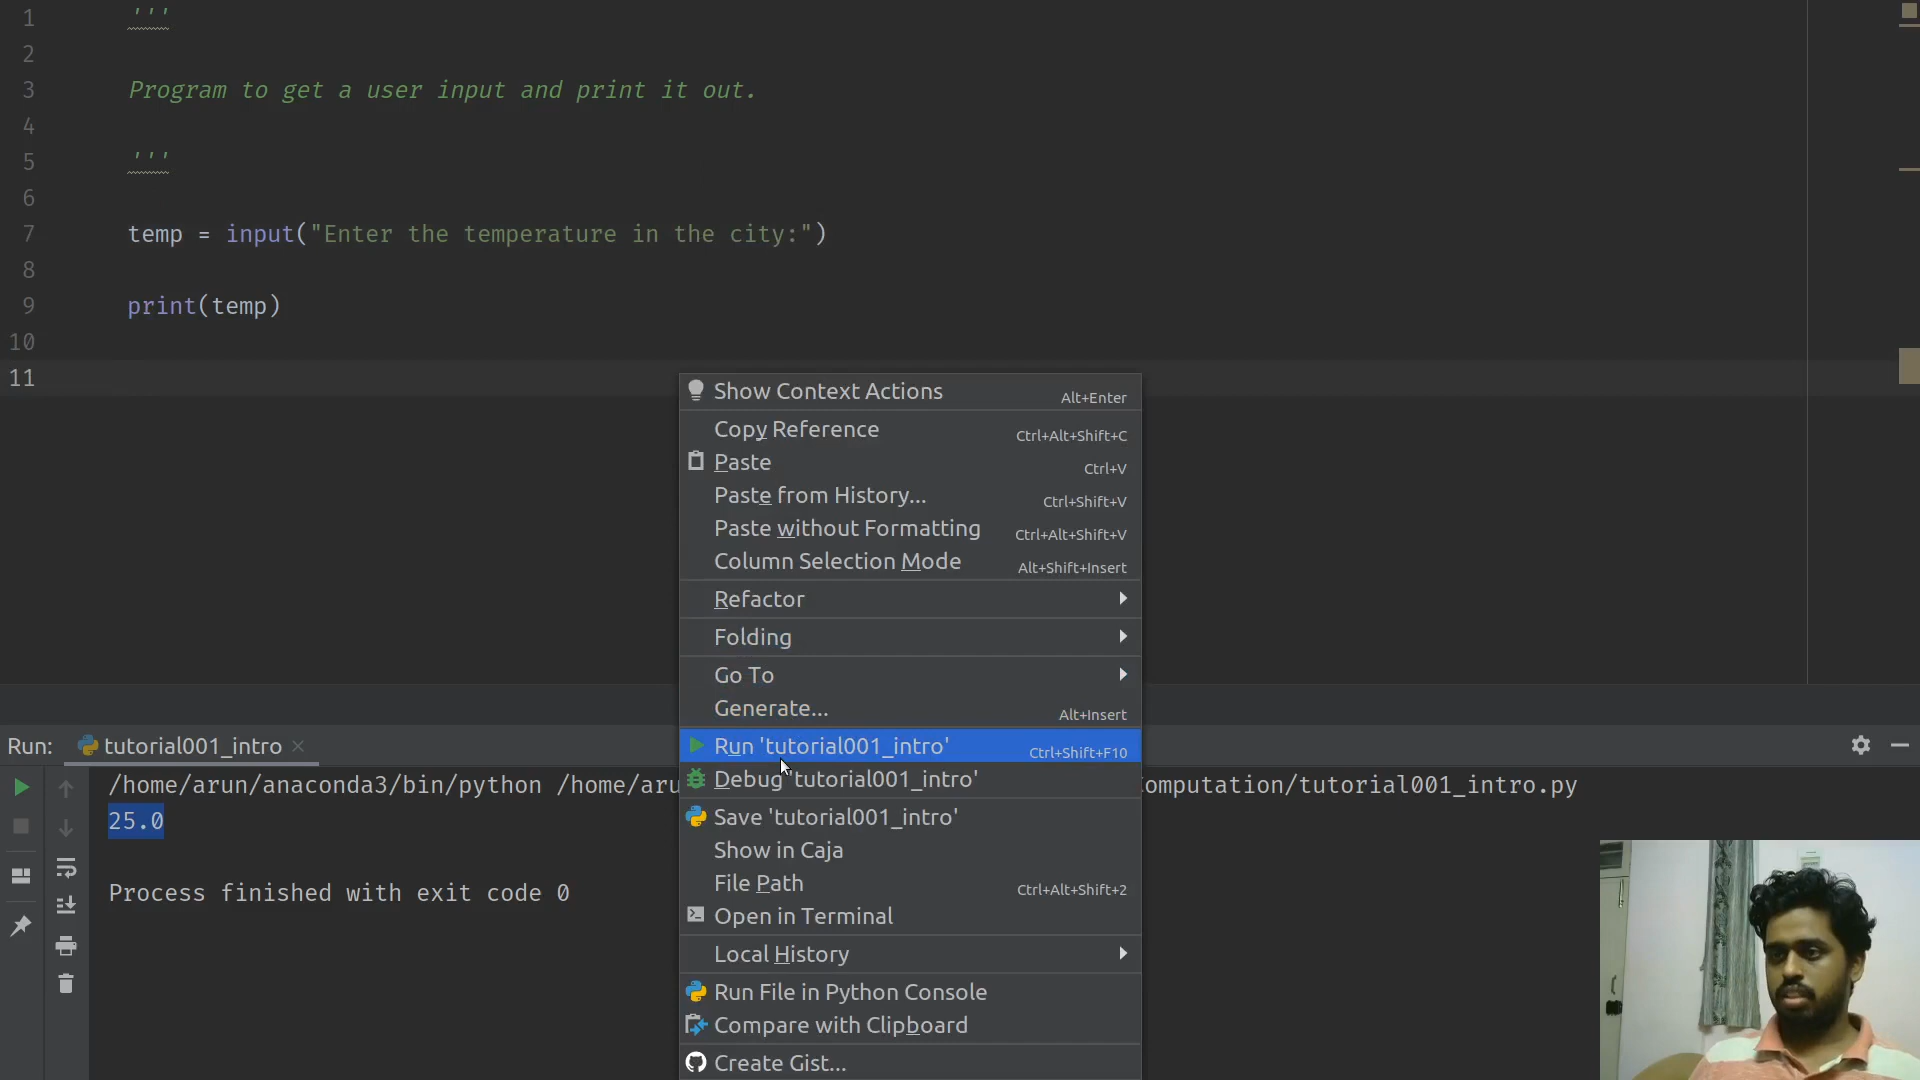 1 '''
2
3 Program to get a user input and print it out.
4
5 '''
6
7 temp = input("Enter the temperature in the city:")
8
9 print(temp)
10
11
Show Context Actions Alt+Enter
Copy Reference Ctrl+Alt+Shift+C
Paste Ctrl+V
Paste from History... Ctrl+Shift+V
Paste without Formatting Ctrl+Alt+Shift+V
Column Selection Mode Alt+Shift+Insert
Refactor
Folding
Go To
Generate... Alt+Insert
Run 'tutorial001_intro' Ctrl+Shift+F10
Debug 'tutorial001_intro'
Save 'tutorial001_intro'
Show in Caja
File Path Ctrl+Alt+Shift+2
Open in Terminal
Local History
Run File in Python Console
Compare with Clipboard
Create Gist...
Run: tutorial001_intro
/home/arun/anaconda3/bin/python /home/aru omputation/tutorial001_intro.py
25.0
Process finished with exit code 0